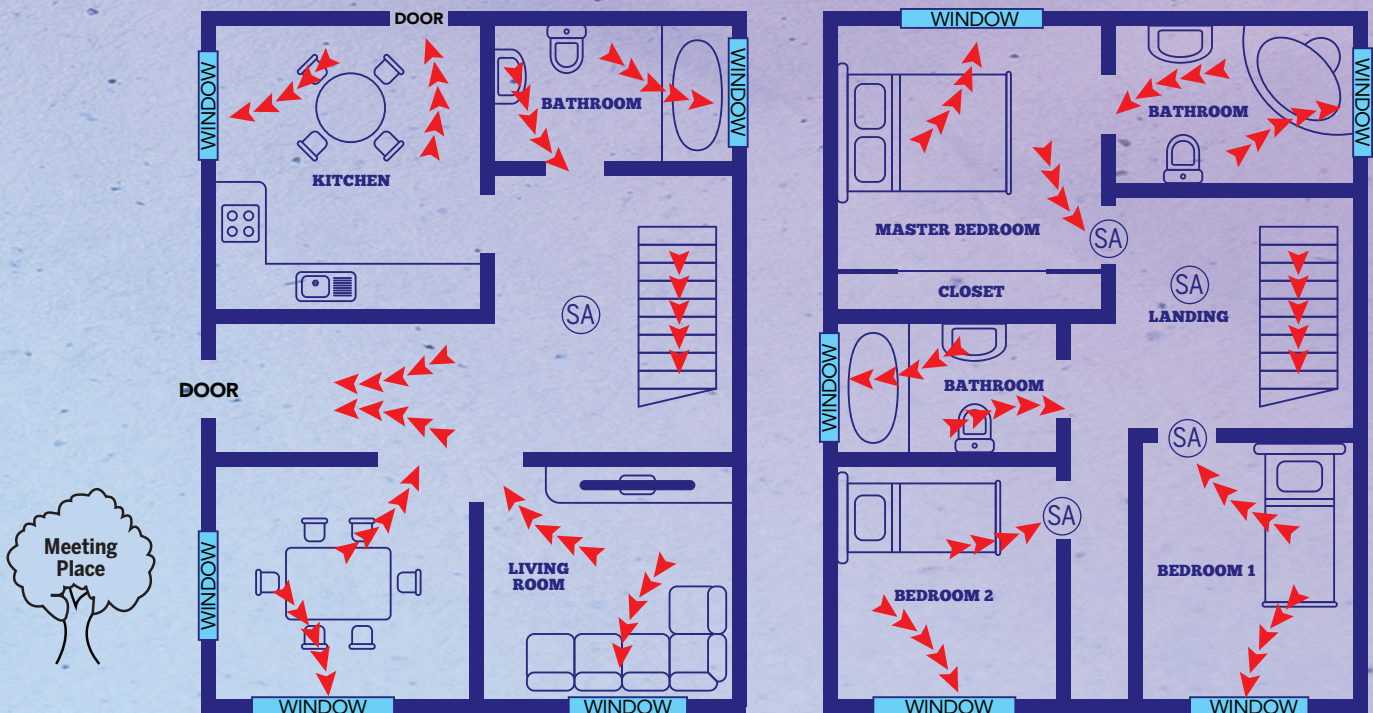 DOOR
WINDOW
WINDOW
BATHROOM
KITCHEN
SA
DOOR
Meeting
Place
WINDOW
LIVING
ROOM
WINDOW
WINDOW
WINDOW
WINDOW
BATHROOM
MASTER BEDROOM
SA
CLOSET
SA
LANDING
WINDOW
BATHROOM
SA
SA
BEDROOM 1
BEDROOM 2
WINDOW
WINDOW